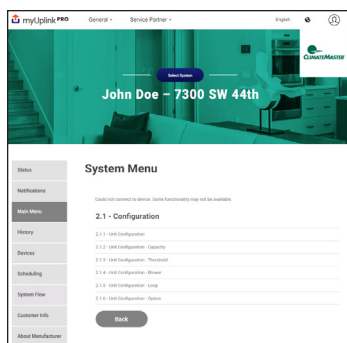 myUplink PRO
General
Service Partner
English
CLIMATEMASTER
Select System
John Doe – 7300 SW 44th
Status
Notifications
Main Menu
History
Devices
Scheduling
System Flow
Customer Info
About Manufacturer
System Menu
Could not connect to device. Some functionality may not be available.
2.1 - Configuration
2.1.1 - Unit Configuration
2.1.2 - Unit Configuration - Capacity
2.1.3 - Unit Configuration - Threshold
2.1.4 - Unit Configuration - Blower
2.1.5 - Unit Configuration - Loop
2.1.6 - Unit Configuration - Option
Back